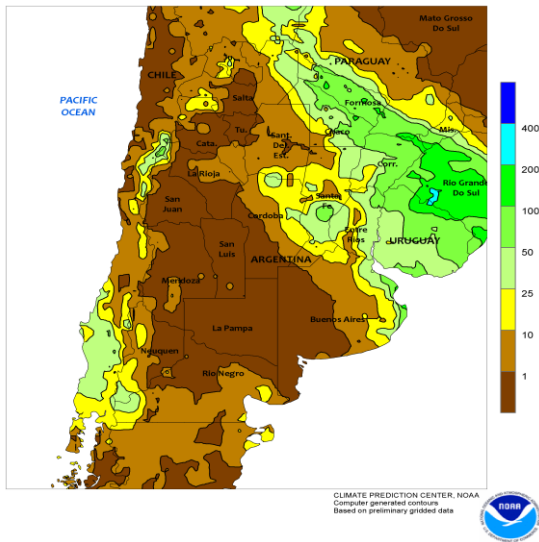 Mato Grosso
Do Sul
PARAGUAY
CHILE
PACIFIC
OCEAN
Salta
Formosa
Tu.
Sant.
Del
Est.
Chaco
Mis.
Cata.
Corr.
La Rioja
Rio Grande
Do Sul
San
Juan
Santa
Fe
Cordoba
Entre
Rios
URUGUAY
San
Luis
ARGENTINA
Mendoza
Buenos Aires
La Pampa
Neuquen
Rio Negro
400
200
100
50
25
10
1
CLIMATE PREDICTION CENTER, NOAA
Computer generated contours
Based on preliminary gridded data
NOAA